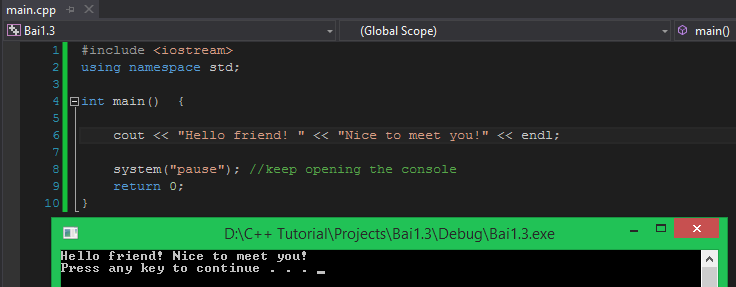 main.cpp
Bai1.3 (Global Scope) main()
1 #include <iostream>
2 using namespace std;
3
4 int main() {
5
6 cout << "Hello friend! " << "Nice to meet you!" << endl;
7
8 system("pause"); //keep opening the console
9 return 0;
10 }
D:\C++ Tutorial\Projects\Bai1.3\Debug\Bai1.3.exe
Hello friend! Nice to meet you!
Press any key to continue . . . _